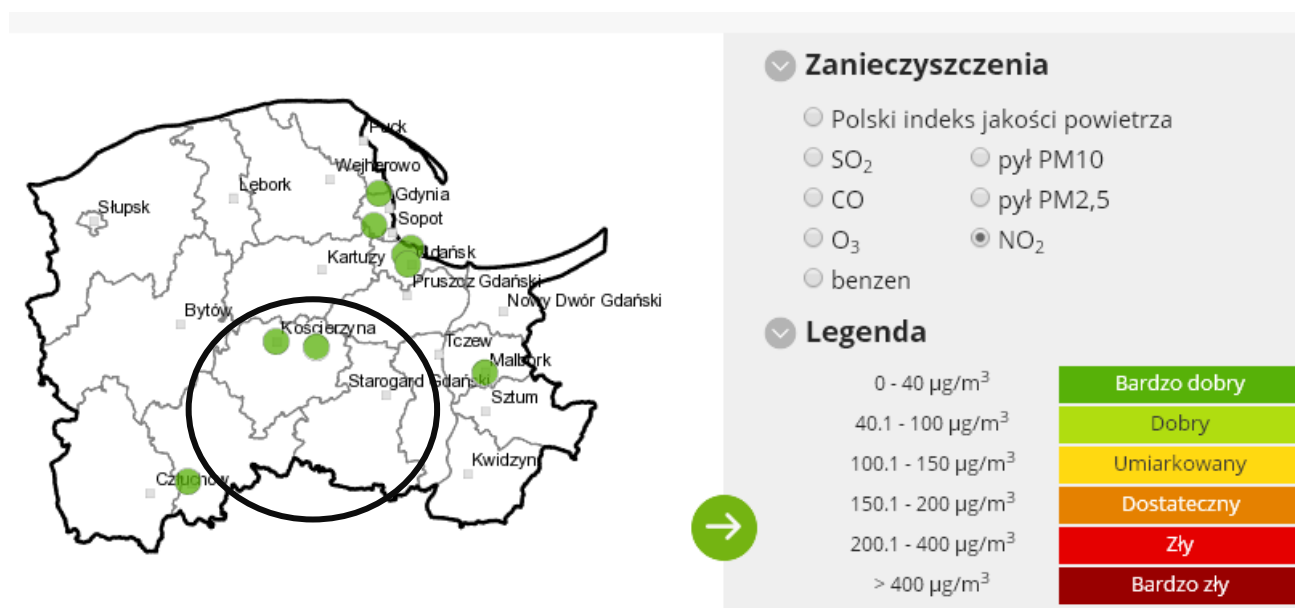 Puck
Wejherowo
Lębork
Gdynia
Słupsk
Sopot
Gdańsk
Kartuzy
Pruszcz Gdański
Nowy Dwór Gdański
Bytów
Kościerzyna
Tczew
Malbork
Starogard Gdański
Sztum
Kwidzyn
Człuchów
Zanieczyszczenia
Polski indeks jakości powietrza
SO₂ pył PM10
CO pył PM2,5
O₃ NO₂
benzen
Legenda
0 - 40 µg/m³ Bardzo dobry
40.1 - 100 µg/m³ Dobry
100.1 - 150 µg/m³ Umiarkowany
150.1 - 200 µg/m³ Dostateczny
200.1 - 400 µg/m³ Zły
> 400 µg/m³ Bardzo zły